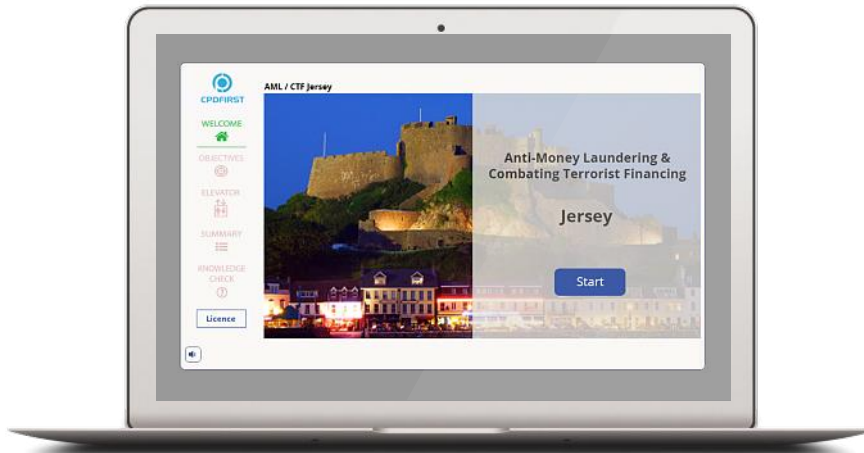 CPDFIRST
AML / CTF Jersey
WELCOME
OBJECTIVES
ELEVATOR
SUMMARY
KNOWLEDGE
CHECK
Licence
Anti-Money Laundering &
Combating Terrorist Financing
Jersey
Start